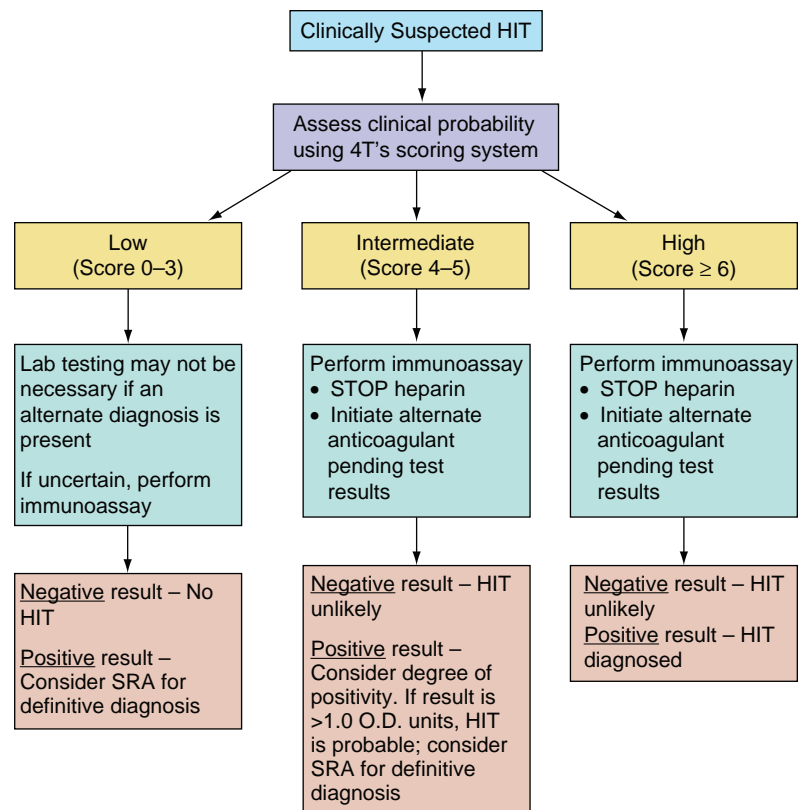 Clinically Suspected HIT
Assess clinical probability
using 4T's scoring system
Low
(Score 0–3)
Intermediate
(Score 4–5)
High
(Score ≥ 6)
Lab testing may not be
necessary if an
alternate diagnosis is
present
If uncertain, perform
immunoassay
Perform immunoassay
• STOP heparin
• Initiate alternate
anticoagulant
pending test
results
Perform immunoassay
• STOP heparin
• Initiate alternate
anticoagulant
pending test
results
Negative result – No
HIT
Positive result –
Consider SRA for
definitive diagnosis
Negative result – HIT
unlikely
Positive result –
Consider degree of
positivity. If result is
>1.0 O.D. units, HIT
is probable; consider
SRA for definitive
diagnosis
Negative result – HIT
unlikely
Positive result – HIT
diagnosed